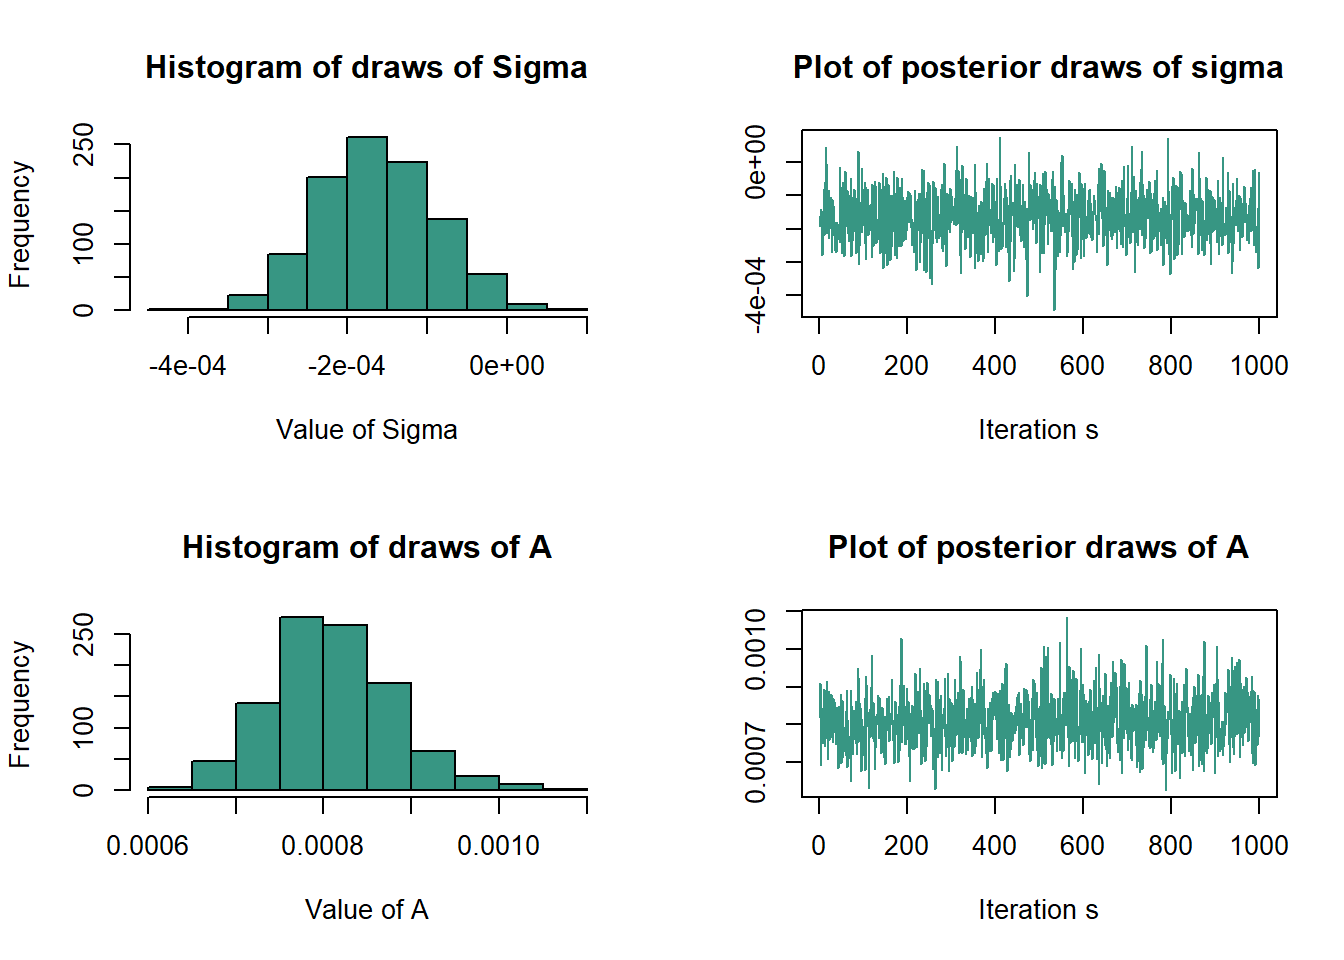 Histogram of draws of Sigma
Frequency
0 100 250
-4e-04 -2e-04 0e+00
Value of Sigma
Plot of posterior draws of sigma
-4e-04 0e+00
0 200 400 600 800 1000
Iteration s
Histogram of draws of A
Frequency
0 100 250
0.0006 0.0008 0.0010
Value of A
Plot of posterior draws of A
0.0007 0.0010
0 200 400 600 800 1000
Iteration s